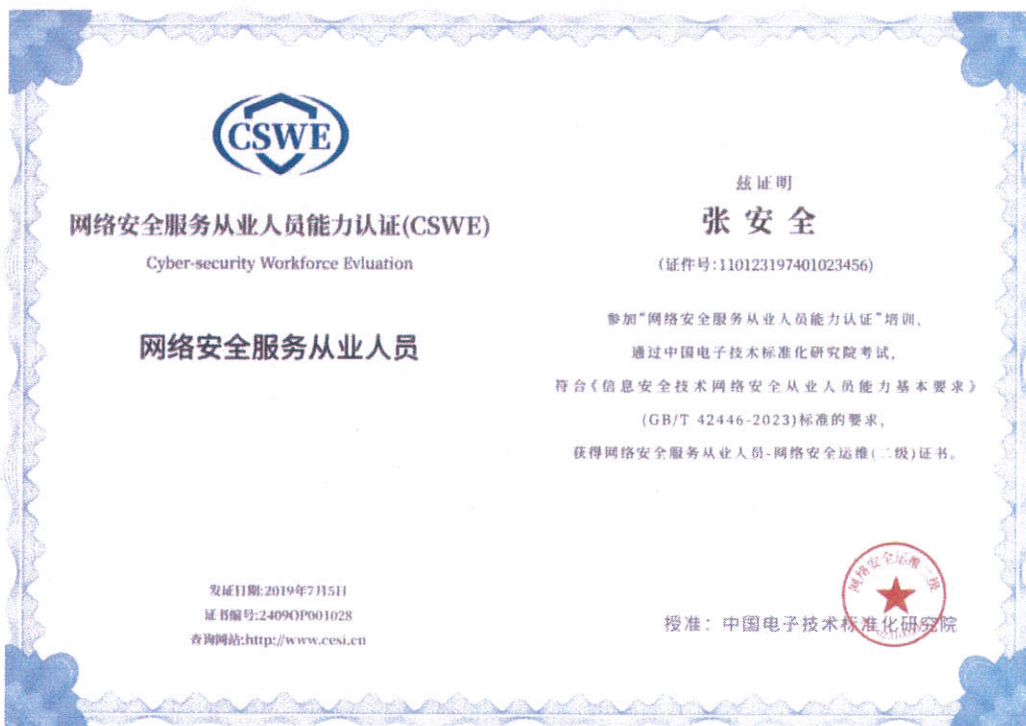 CSWE
网络安全服务从业人员能力认证(CSWE)
Cyber-security Workforce Evluation
网络安全服务从业人员
发证日期:2019年7月5日
证书编号:2409OP001028
查询网站:http://www.cesi.cn
兹证明
张安全
(证件号:110123197401023456)
参加“网络安全服务从业人员能力认证”培训,
通过中国电子技术标准化研究院考试,
符合《信息安全技术网络安全从业人员能力基本要求》
(GB/T 42446-2023)标准的要求,
获得网络安全服务从业人员-网络安全运维(二级)证书。
网络安全运维二级
授准：中国电子技术标准化研究院